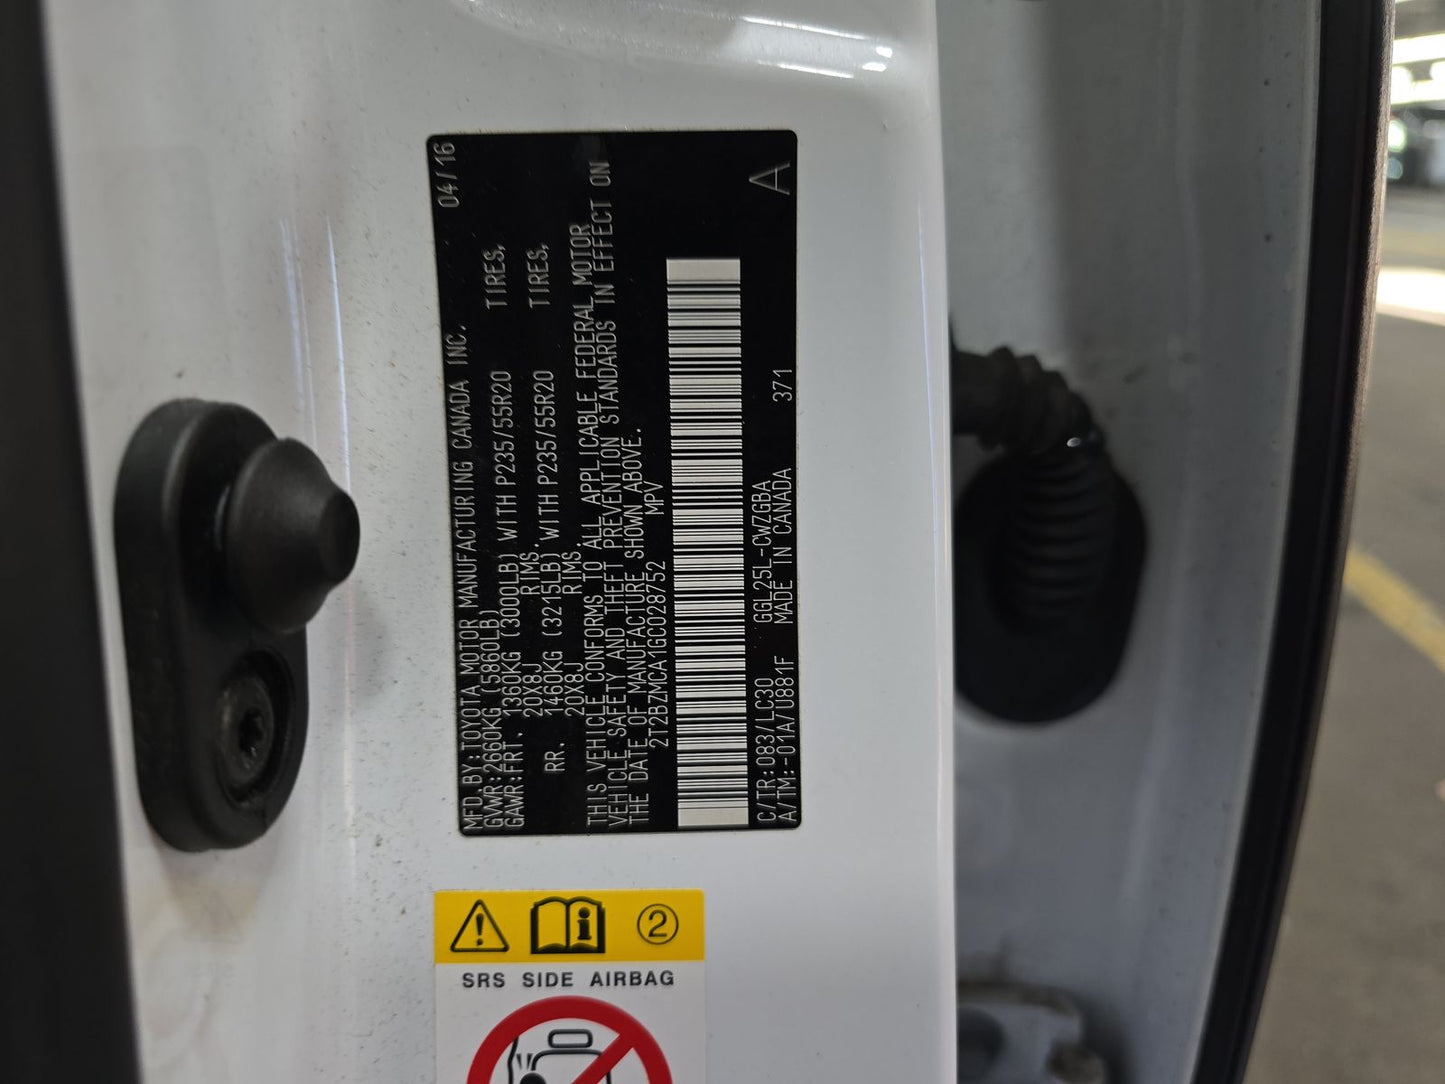 MFD.BY:TOYOTA MOTOR MANUFACTURING CANADA INC. 04/16
GVWR:2660KG (5860LB)
GAWR:FRT. 1360KG (3000LB) WITH P235/55R20 TIRES,
20X8J RIMS,
RR. 1460KG (3215LB) WITH P235/55R20 TIRES,
20X8J RIMS
THIS VEHICLE CONFORMS TO ALL APPLICABLE FEDERAL MOTOR
VEHICLE SAFETY AND THEFT PREVENTION STANDARDS IN EFFECT ON
THE DATE OF MANUFACTURE SHOWN ABOVE.
2T2BZMCA1GC028752 MPV
C/TR:083/LC30 GGL25L-CWZGBA 371 A
A/TM:-01A/U881F MADE IN CANADA
2
SRS SIDE AIRBAG